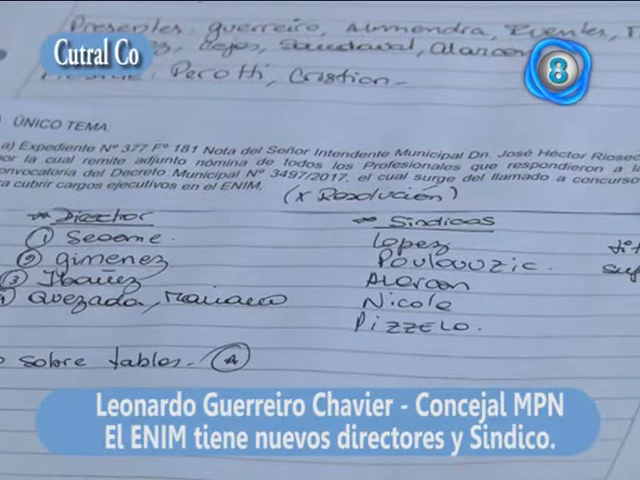 Presentes: Guerreiro, Almendra, Fuentes,
Rojos, Sandoval, Alarcon
Perotti, Cristian.
Cutral Co
8
ÚNICO TEMA:
a) Expediente Nº 377 Fº 181 Nota del Señor Intendente Municipal Dn. José Héctor Rioseco
por la cual remite adjunto nómina de todos los Profesionales que respondieron a la
convocatoria del Decreto Municipal Nº 3497/2017, el cual surge del llamado a concurso
cubrir cargos ejecutivos en el ENIM. (x Resolución)
Director Sindicos
1 Seoane. Lopez
2 Gimenez Poulovuzic.
3 Ibañez Alarcon
Quezada, Mariano Nicole
Pizzelo.
sobre tablas. A
Leonardo Guerreiro Chavier - Concejal MPN
El ENIM tiene nuevos directores y Sindico.